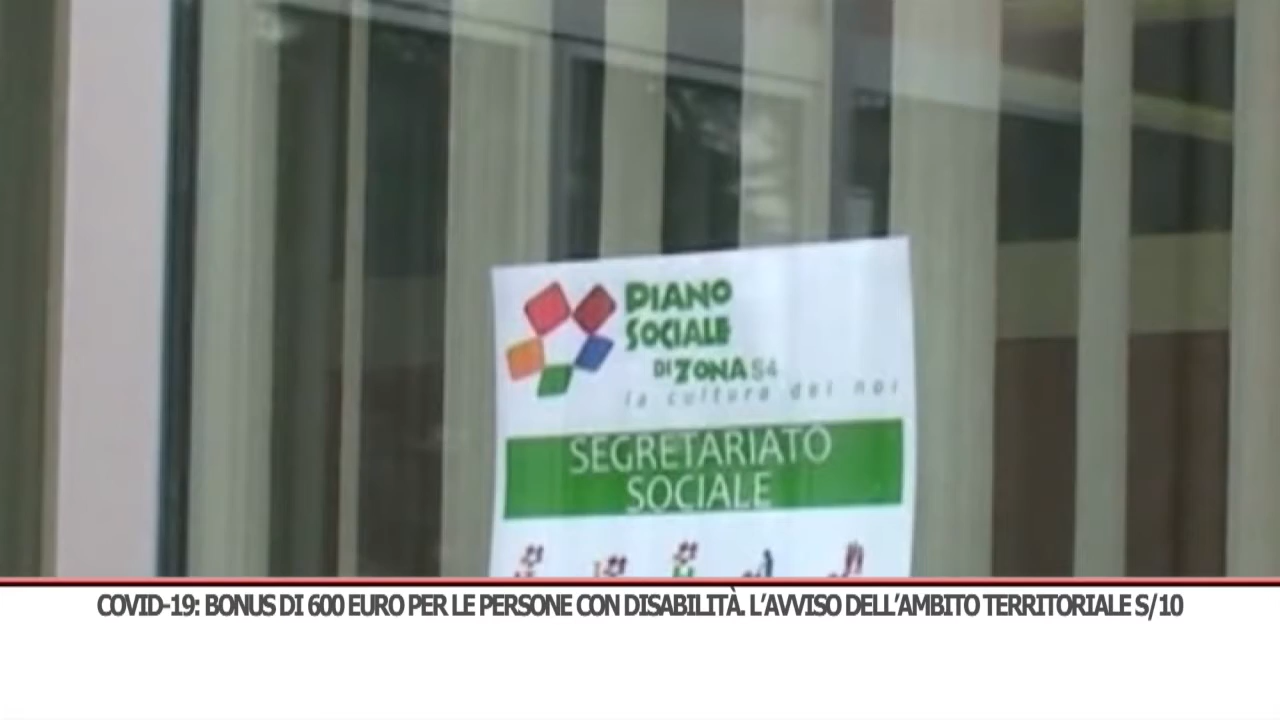 PIANO
SOCIALE
DI ZONA S4
la cultura del noi
SEGRETARIATO
SOCIALE
COVID-19: BONUS DI 600 EURO PER LE PERSONE CON DISABILITÀ. L'AVVISO DELL'AMBITO TERRITORIALE S/10